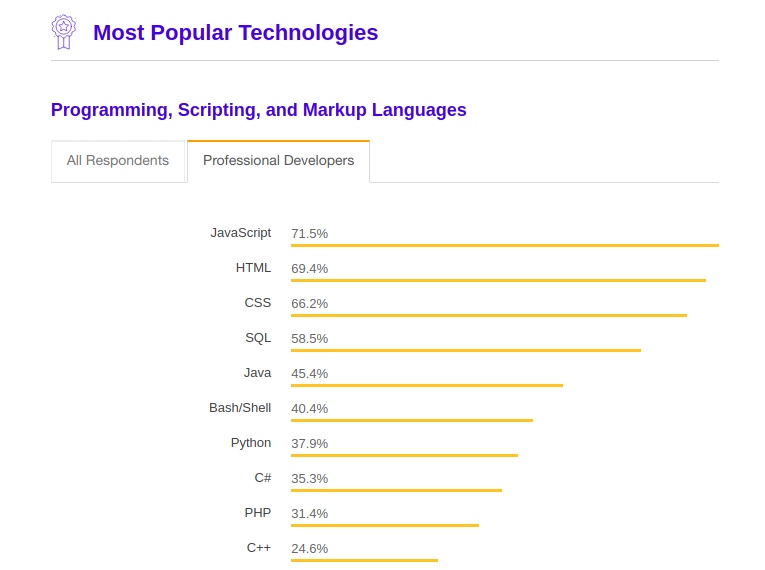 Most Popular Technologies
Programming, Scripting, and Markup Languages
All Respondents Professional Developers
JavaScript 71.5%
HTML 69.4%
CSS 66.2%
SQL 58.5%
Java 45.4%
Bash/Shell 40.4%
Python 37.9%
C# 35.3%
PHP 31.4%
C++ 24.6%